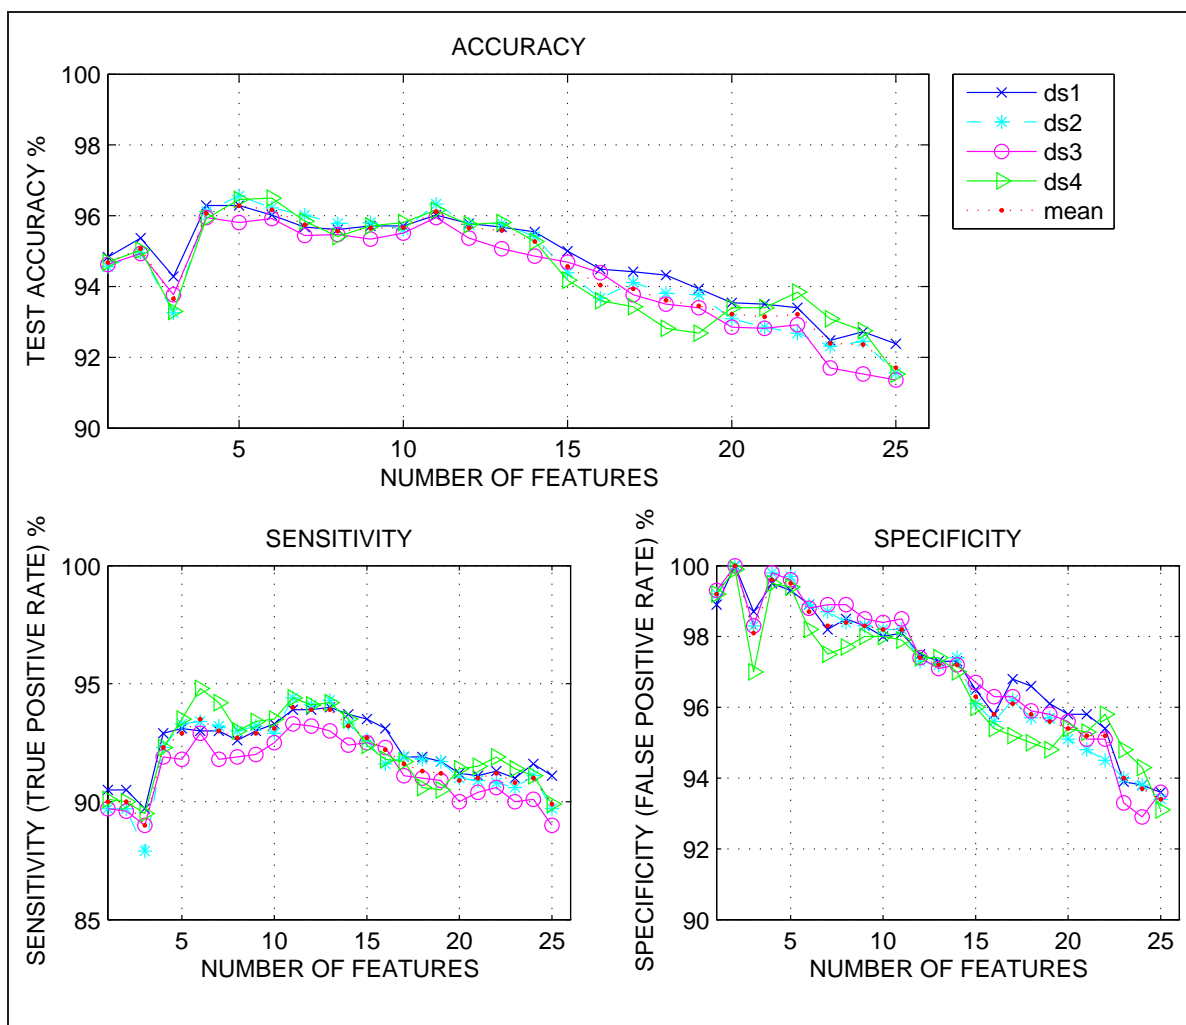 ACCURACY
TEST ACCURACY %
100
98
96
94
92
90
5 10 15 20 25
NUMBER OF FEATURES
ds1
ds2
ds3
ds4
mean
SENSITIVITY
SENSITIVITY (TRUE POSITIVE RATE) %
100
95
90
85
5 10 15 20 25
NUMBER OF FEATURES
SPECIFICITY
SPECIFICITY (FALSE POSITIVE RATE) %
100
98
96
94
92
90
5 10 15 20 25
NUMBER OF FEATURES